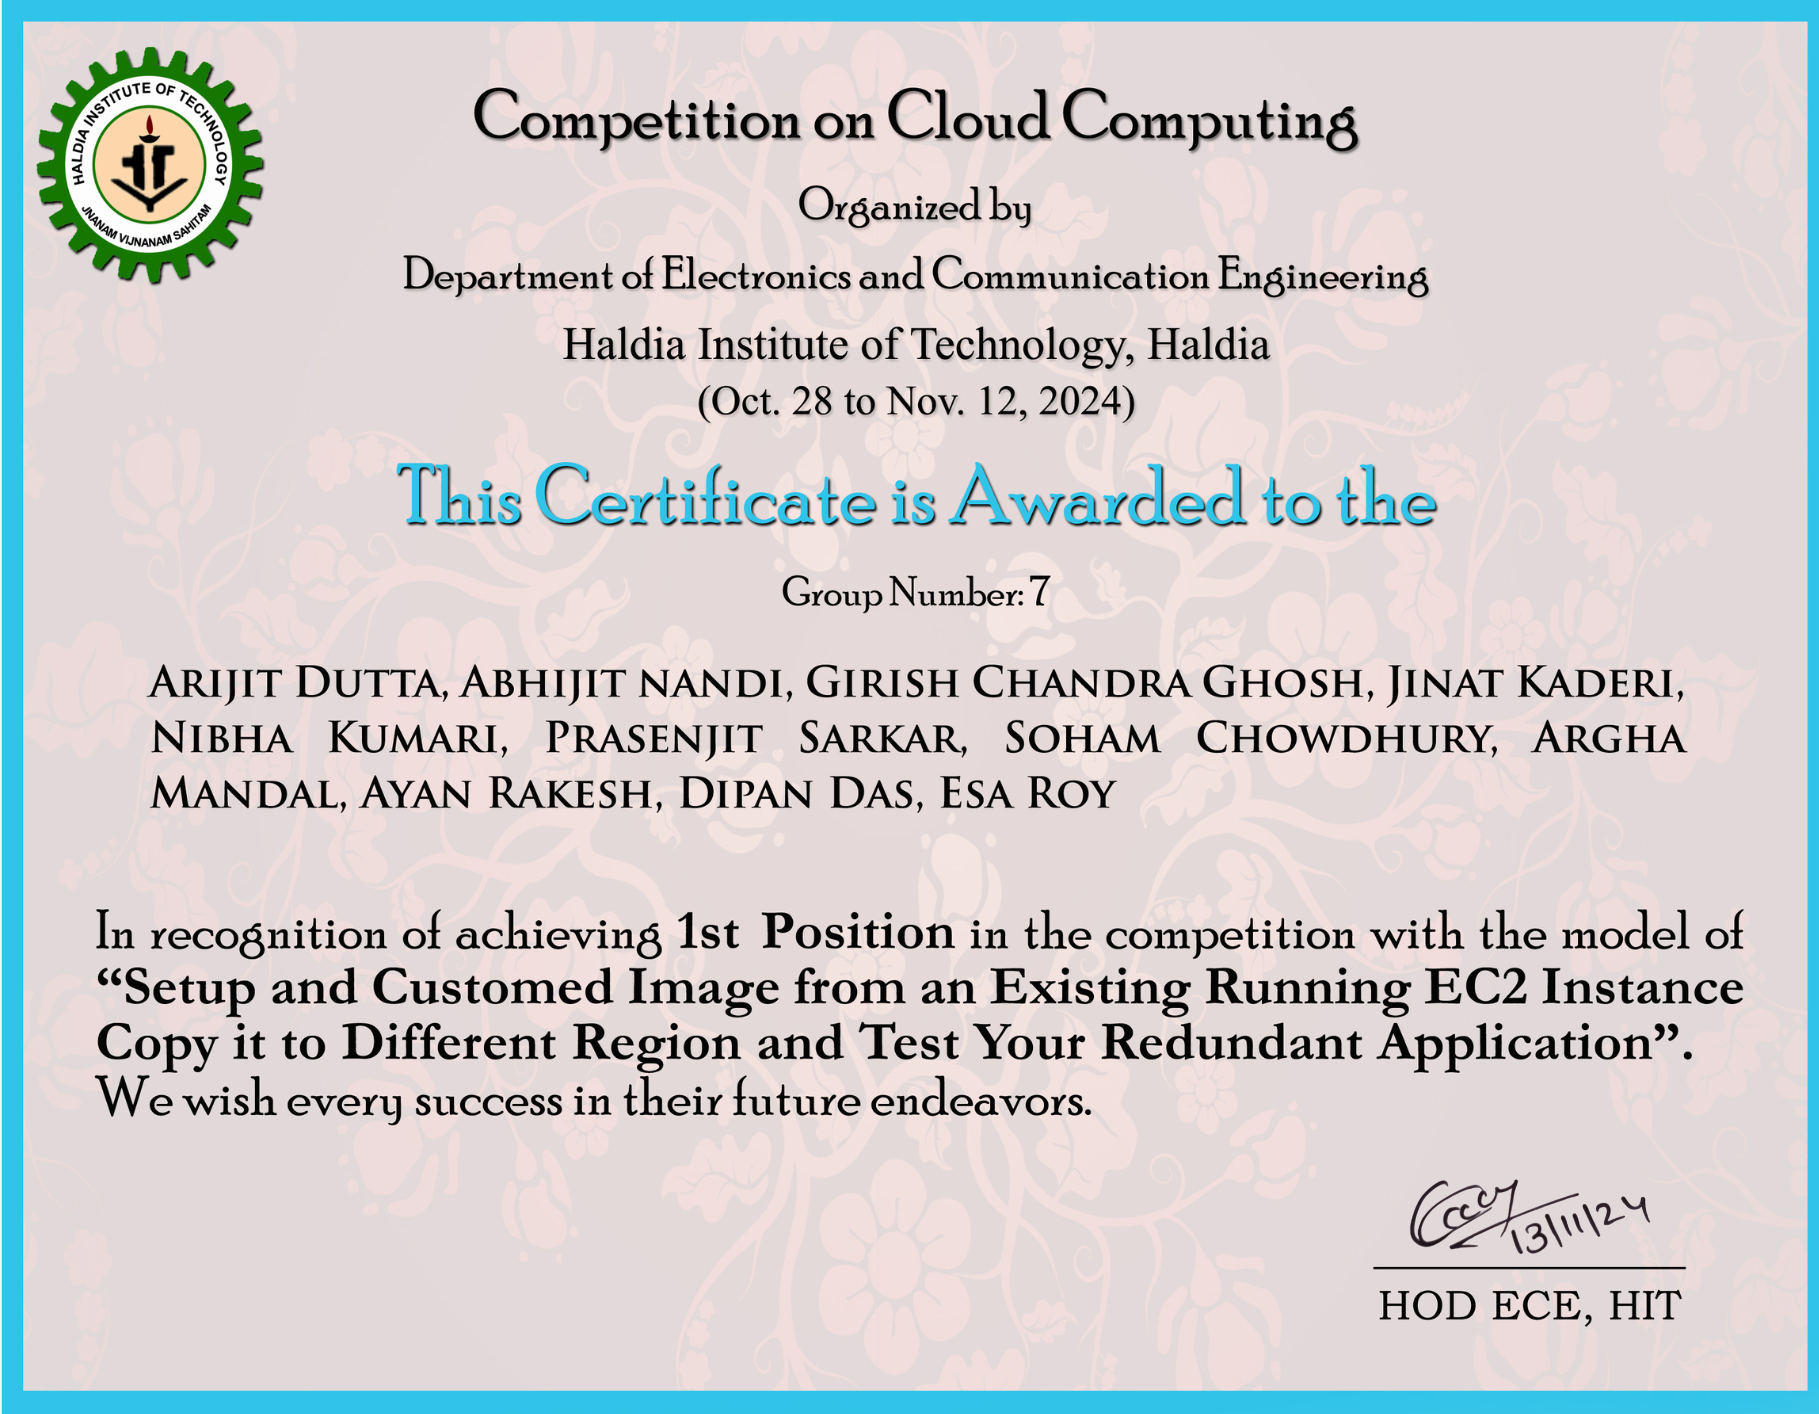 HALDIA INSTITUTE OF TECHNOLOGY
JNANAM VIJNANAM SAHITAM
Competition on Cloud Computing
Organized by
Department of Electronics and Communication Engineering
Haldia Institute of Technology, Haldia
(Oct. 28 to Nov. 12, 2024)
This Certificate is Awarded to the
Group Number: 7
ARIJIT DUTTA, ABHIJIT NANDI, GIRISH CHANDRA GHOSH, JINAT KADERI,
NIBHA KUMARI, PRASENJIT SARKAR, SOHAM CHOWDHURY, ARGHA
MANDAL, AYAN RAKESH, DIPAN DAS, ESA ROY
In recognition of achieving 1st Position in the competition with the model of
“Setup and Customed Image from an Existing Running EC2 Instance
Copy it to Different Region and Test Your Redundant Application”.
We wish every success in their future endeavors.
13/11/24
HOD ECE, HIT